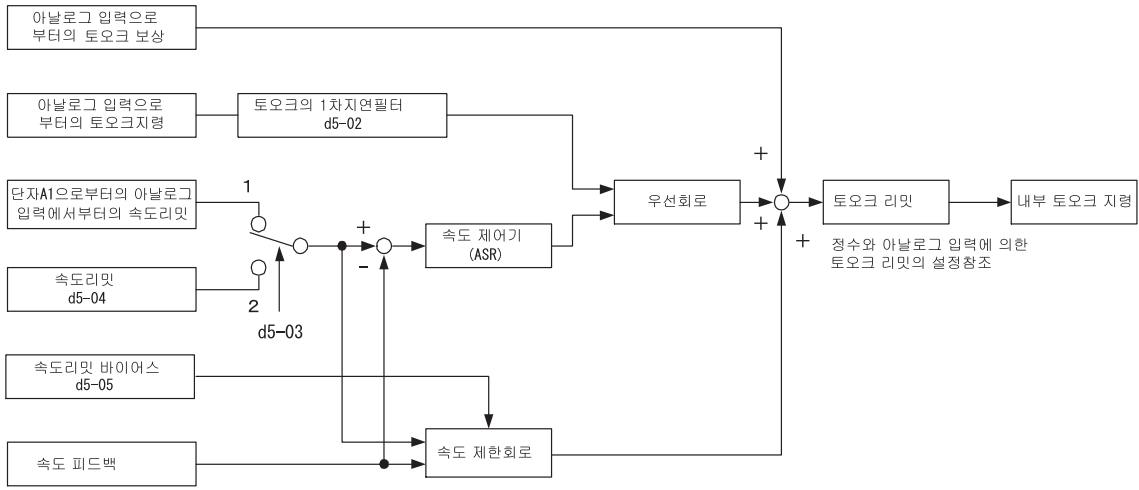 아날로그 입력으로
부터의 토오크 보상
아날로그 입력으로
부터의 토오크지령
토오크의 1차지연필터
d5-02
단자A1으로부터의 아날로그
입력에서부터의 속도리밋
1
속도리밋
d5-04
2
d5-03
+
-
속도 제어기
(ASR)
우선회로
+
+
+
토오크 리밋
내부 토오크 지령
정수와 아날로그 입력에 의한
토오크 리밋의 설정참조
속도리밋 바이어스
d5-05
속도 피드백
속도 제한회로